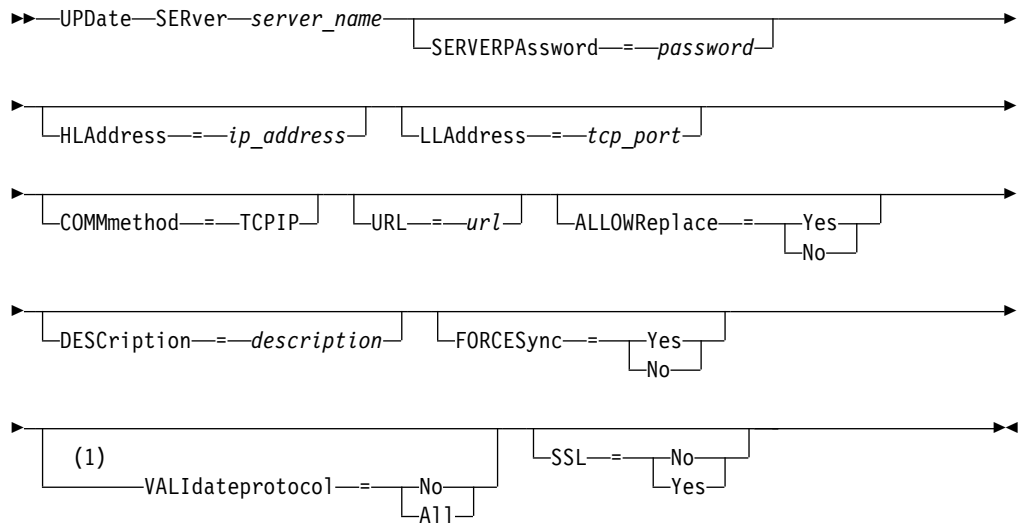 UPDate SERver server_name
SERVERPAssword = password
HLAddress = ip_address LLAddress = tcp_port
COMMmethod = TCPIP URL = url ALLOWReplace = Yes
No
DESCription = description FORCESync = Yes
No
(1)
VALIdateprotocol = No
All
SSL = No
Yes